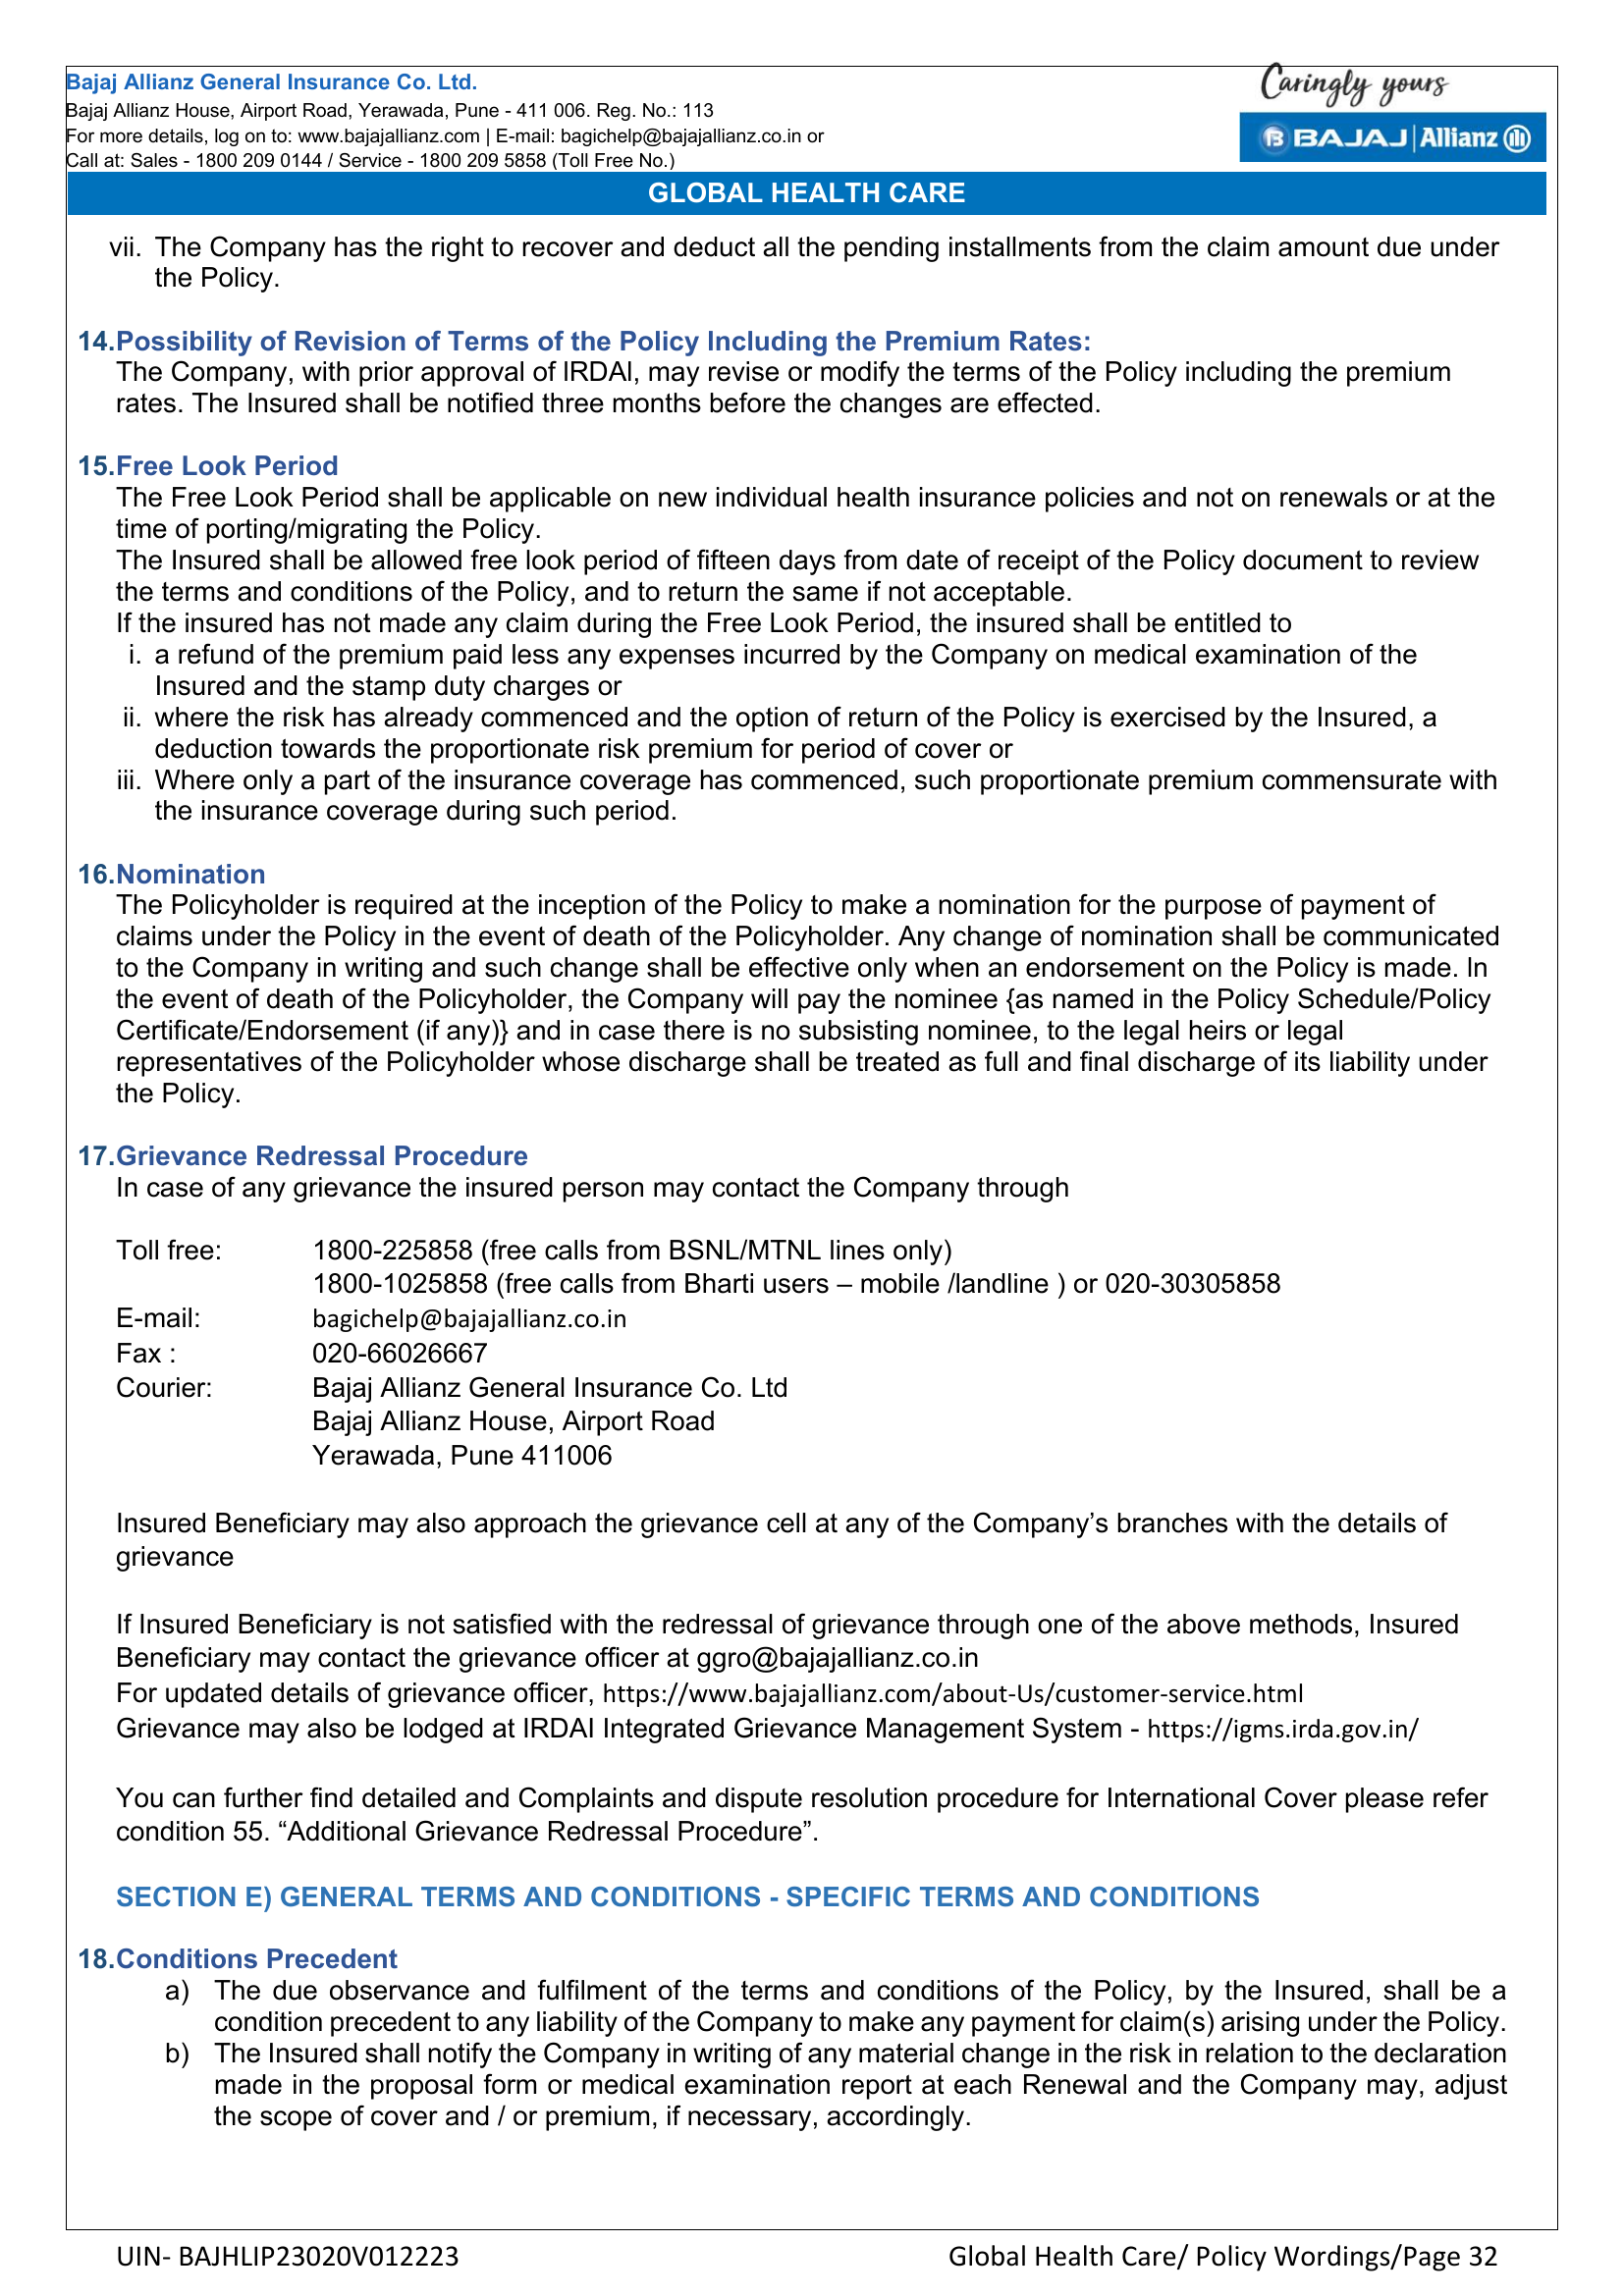 Bajaj Allianz General Insurance Co. Ltd.
Bajaj Allianz House, Airport Road, Yerawada, Pune - 411 006. Reg. No.: 113
For more details, log on to: www.bajajallianz.com | E-mail: bagichelp@bajajallianz.co.in or
Call at: Sales - 1800 209 0144 / Service - 1800 209 5858 (Toll Free No.)
Caringly yours
BAJAJ | Allianz
GLOBAL HEALTH CARE
vii. The Company has the right to recover and deduct all the pending installments from the claim amount due under
the Policy.
14.Possibility of Revision of Terms of the Policy Including the Premium Rates:
The Company, with prior approval of lRDAl, may revise or modify the terms of the Policy including the premium
rates. The Insured shall be notified three months before the changes are effected.
15.Free Look Period
The Free Look Period shall be applicable on new individual health insurance policies and not on renewals or at the
time of porting/migrating the Policy.
The Insured shall be allowed free look period of fifteen days from date of receipt of the Policy document to review
the terms and conditions of the Policy, and to return the same if not acceptable.
If the insured has not made any claim during the Free Look Period, the insured shall be entitled to
i. a refund of the premium paid less any expenses incurred by the Company on medical examination of the
Insured and the stamp duty charges or
ii. where the risk has already commenced and the option of return of the Policy is exercised by the Insured, a
deduction towards the proportionate risk premium for period of cover or
iii. Where only a part of the insurance coverage has commenced, such proportionate premium commensurate with
the insurance coverage during such period.
16.Nomination
The Policyholder is required at the inception of the Policy to make a nomination for the purpose of payment of
claims under the Policy in the event of death of the Policyholder. Any change of nomination shall be communicated
to the Company in writing and such change shall be effective only when an endorsement on the Policy is made. ln
the event of death of the Policyholder, the Company will pay the nominee {as named in the Policy Schedule/Policy
Certificate/Endorsement (if any)} and in case there is no subsisting nominee, to the legal heirs or legal
representatives of the Policyholder whose discharge shall be treated as full and final discharge of its liability under
the Policy.
17.Grievance Redressal Procedure
In case of any grievance the insured person may contact the Company through
Toll free: 1800-225858 (free calls from BSNL/MTNL lines only)
1800-1025858 (free calls from Bharti users – mobile /landline ) or 020-30305858
E-mail: bagichelp@bajajallianz.co.in
Fax : 020-66026667
Courier: Bajaj Allianz General Insurance Co. Ltd
Bajaj Allianz House, Airport Road
Yerawada, Pune 411006
Insured Beneficiary may also approach the grievance cell at any of the Company’s branches with the details of
grievance
If Insured Beneficiary is not satisfied with the redressal of grievance through one of the above methods, Insured
Beneficiary may contact the grievance officer at ggro@bajajallianz.co.in
For updated details of grievance officer, https://www.bajajallianz.com/about-Us/customer-service.html
Grievance may also be lodged at IRDAI Integrated Grievance Management System - https://igms.irda.gov.in/
You can further find detailed and Complaints and dispute resolution procedure for International Cover please refer
condition 55. “Additional Grievance Redressal Procedure”.
SECTION E) GENERAL TERMS AND CONDITIONS - SPECIFIC TERMS AND CONDITIONS
18.Conditions Precedent
a) The due observance and fulfilment of the terms and conditions of the Policy, by the Insured, shall be a
condition precedent to any liability of the Company to make any payment for claim(s) arising under the Policy.
b) The Insured shall notify the Company in writing of any material change in the risk in relation to the declaration
made in the proposal form or medical examination report at each Renewal and the Company may, adjust
the scope of cover and / or premium, if necessary, accordingly.
UIN- BAJHLIP23020V012223
Global Health Care/ Policy Wordings/Page 32